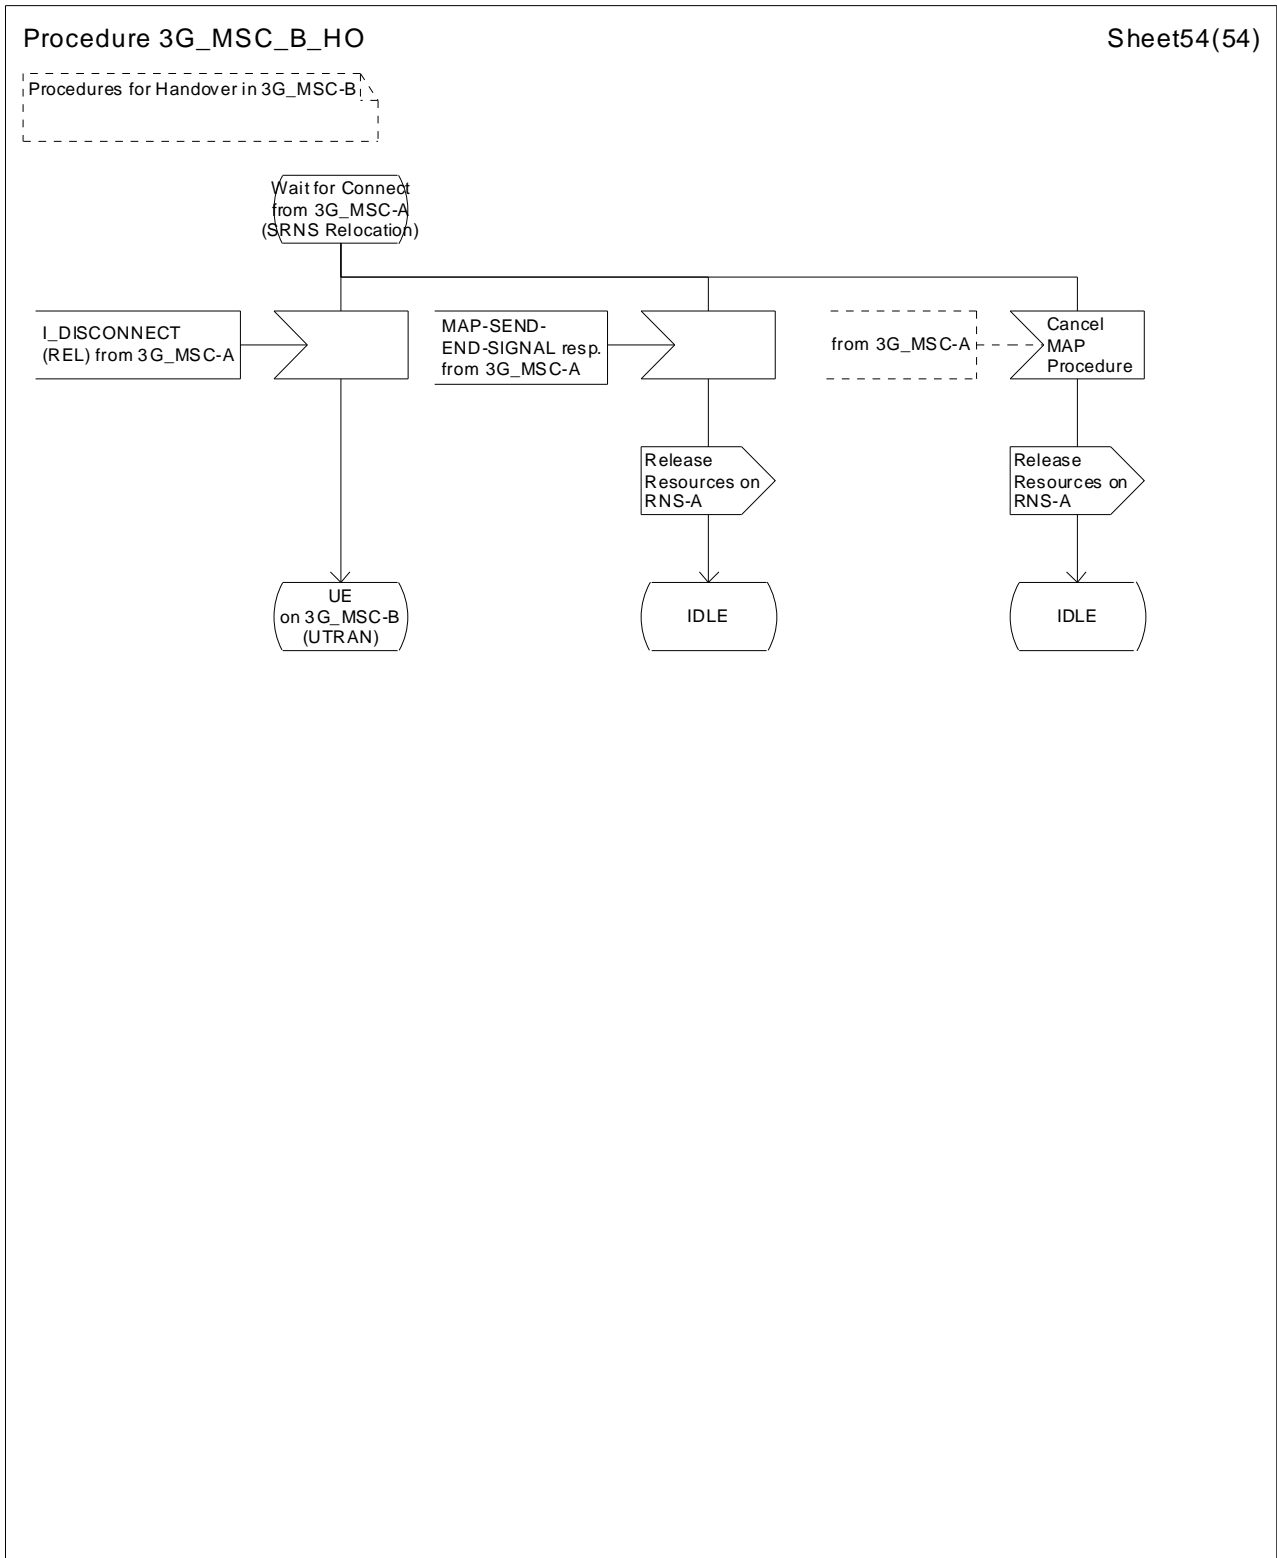 Procedure 3G_MSC_B_HO
Sheet54(54)
Procedures for Handover in 3G_MSC-B
Wait for Connect
from 3G_MSC-A
(SRNS Relocation)
I_DISCONNECT
(REL) from 3G_MSC-A
MAP-SEND-
END-SIGNAL resp.
from 3G_MSC-A
from 3G_MSC-A
Cancel
MAP
Procedure
Release
Resources on
RNS-A
Release
Resources on
RNS-A
UE
on 3G_MSC-B
(UTRAN)
IDLE
IDLE